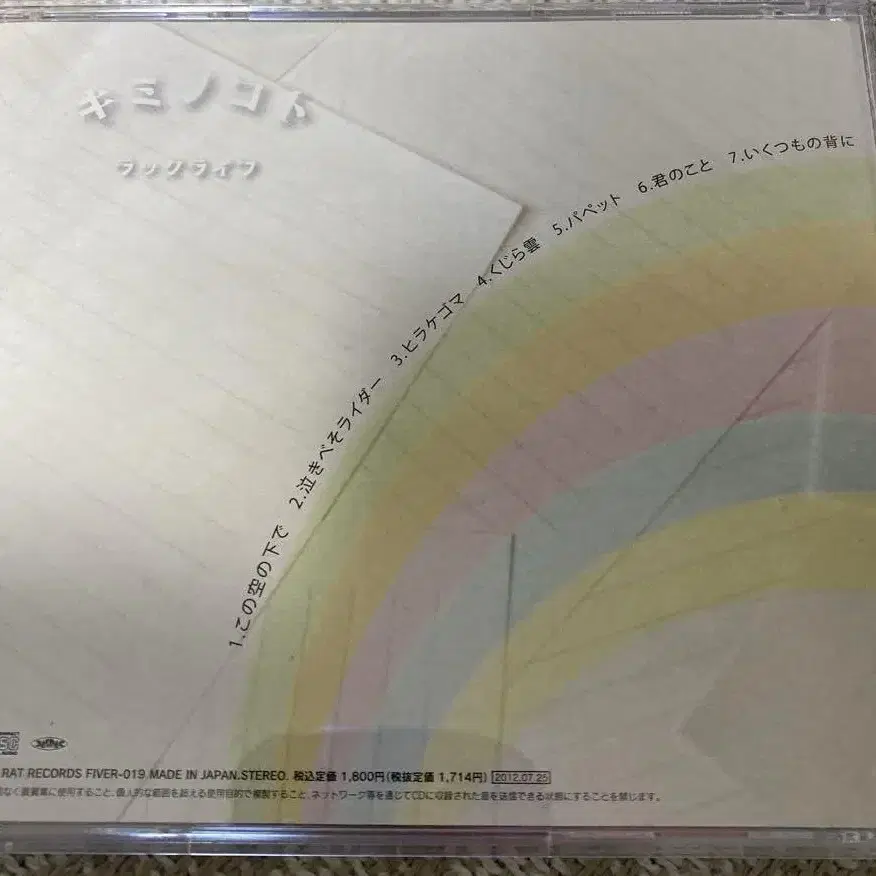 キミノコト
ラックライフ
1.この空の下で 2.泣きべそライダー 3.ヒラケゴマ 4.くじら雲 5.パペット 6.君のこと 7.いくつもの背に
RAT RECORDS FIVER-019 MADE IN JAPAN.STEREO. 税込定価 1,800円(税抜定価 1,714円) 2012.07.25
なく賃貸業に使用すること、個人的な範囲を超える使用目的で複製すること、ネットワーク等を通じてCDに収録された音を送信できる状態にすることを禁じます。